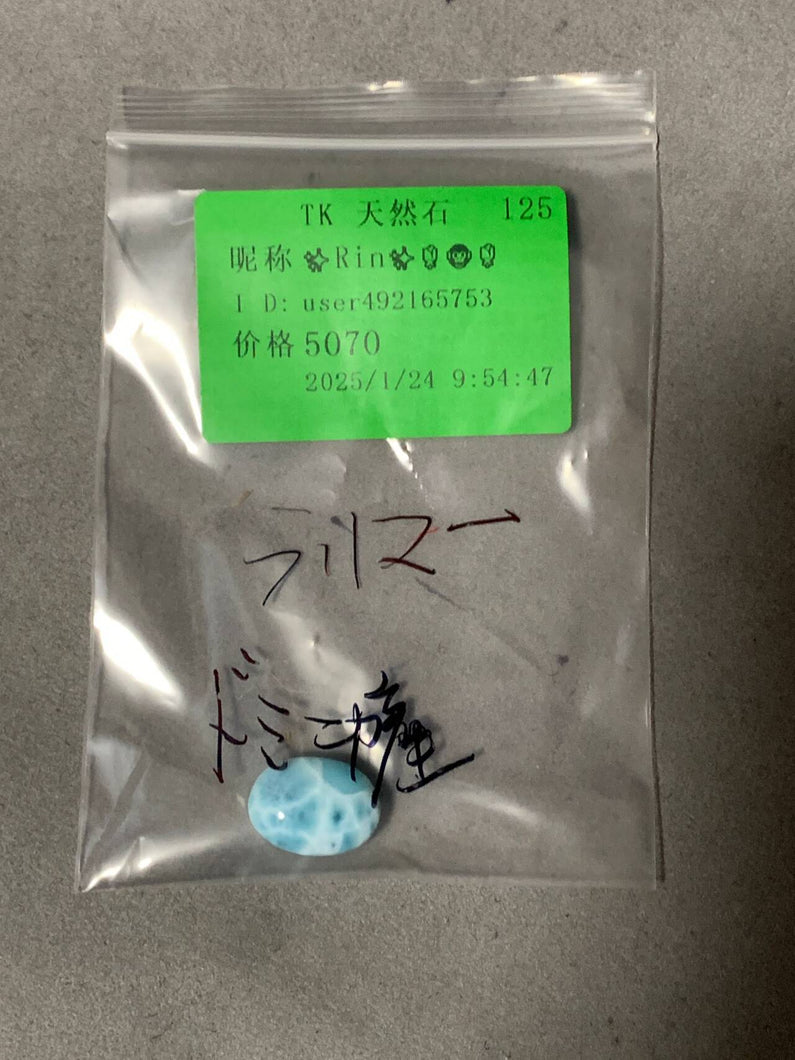 TK 天然石 125
昵称 ✨Rin✨💡🐵💡
I D: user492165753
价格 5070
2025/1/24 9:54:47
ラリマー
ドミニカ産